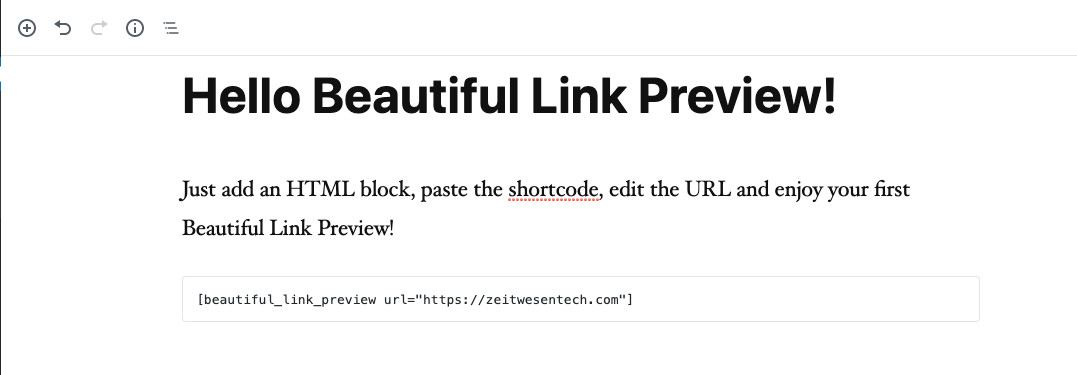 Hello Beautiful Link Preview!
Just add an HTML block, paste the shortcode, edit the URL and enjoy your first
Beautiful Link Preview!
[beautiful_link_preview url="https://zeitwesentech.com"]